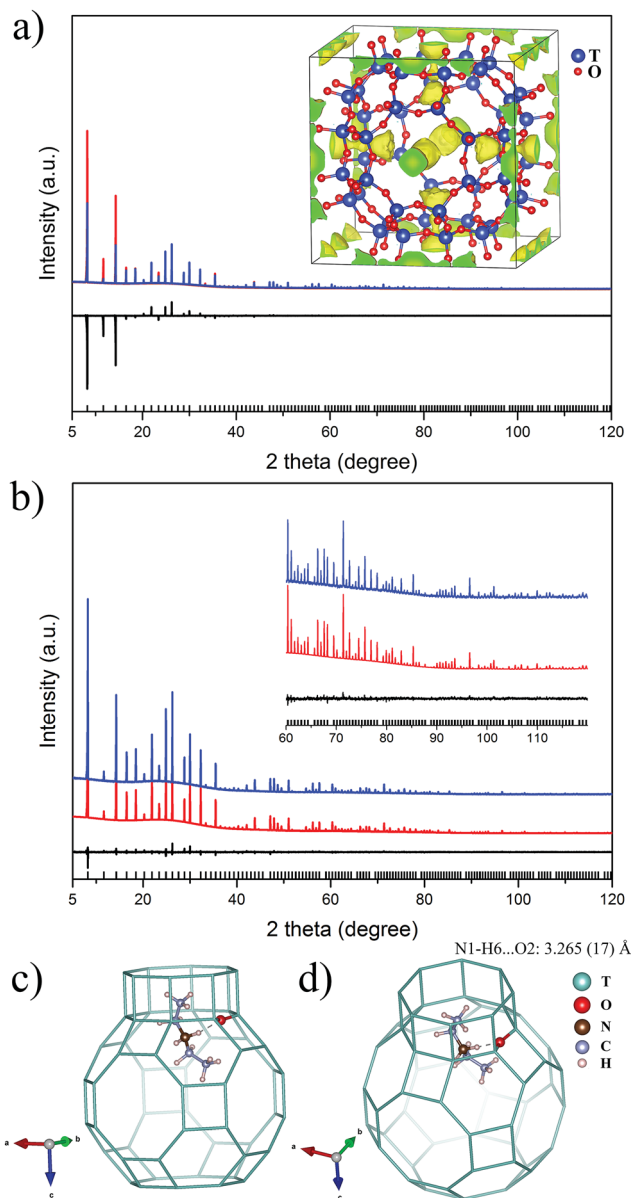 a)
T
O
Intensity (a.u.)
5 20 40 60 80 100 120
2 theta (degree)
b)
Intensity (a.u.)
60 70 80 90 100 110
5 20 40 60 80 100 120
2 theta (degree)
N1-H6...O2: 3.265 (17) Å
c)
d)
T
O
N
C
H
a b c
a b c